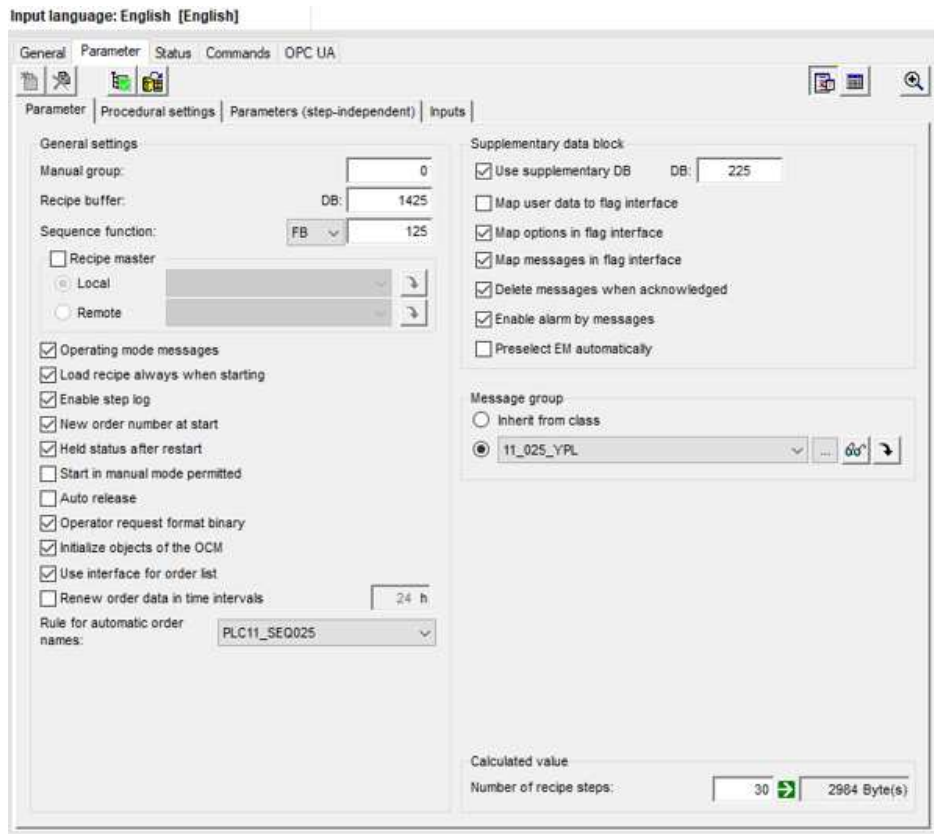 Input language: English [English]
General Parameter Status Commands OPC UA
Parameter Procedural settings Parameters (step-independent) Inputs
General settings
Manual group: 0
Recipe buffer: DB: 1425
Sequence function: FB 125
Recipe master
Local
Remote
Operating mode messages
Load recipe always when starting
Enable step log
New order number at start
Held status after restart
Start in manual mode permitted
Auto release
Operator request format binary
Initialize objects of the OCM
Use interface for order list
Renew order data in time intervals 24 h
Rule for automatic order
names: PLC11_SEQ025
Supplementary data block
Use supplementary DB DB: 225
Map user data to flag interface
Map options in flag interface
Map messages in flag interface
Delete messages when acknowledged
Enable alarm by messages
Preselect EM automatically
Message group
Inherit from class
11_025_YPL ...
Calculated value
Number of recipe steps: 30 2984 Byte(s)